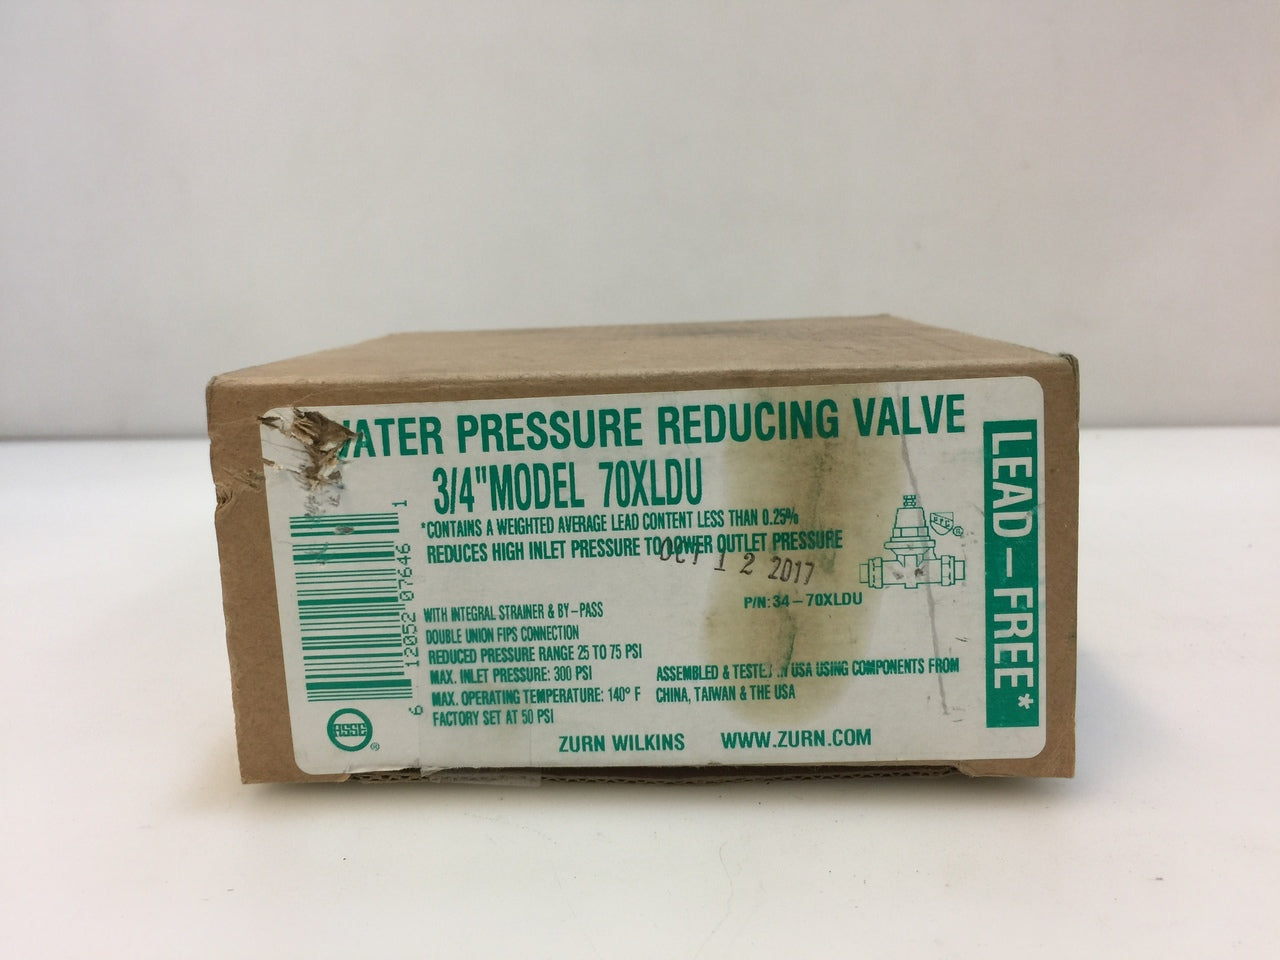 WATER PRESSURE REDUCING VALVE
3/4"MODEL 70XLDU
*CONTAINS A WEIGHTED AVERAGE LEAD CONTENT LESS THAN 0.25%
REDUCES HIGH INLET PRESSURE TO LOWER OUTLET PRESSURE
OCT 12 2017
P/N: 34-70XLDU
WITH INTEGRAL STRAINER & BY-PASS
DOUBLE UNION FIPS CONNECTION
REDUCED PRESSURE RANGE 25 TO 75 PSI
MAX. INLET PRESSURE: 300 PSI
MAX. OPERATING TEMPERATURE: 140° F
FACTORY SET AT 50 PSI
ASSEMBLED & TESTED IN USA USING COMPONENTS FROM
CHINA, TAIWAN & THE USA
ZURN WILKINS WWW.ZURN.COM
LEAD-FREE*
6 12052 07646 1
ASSE ®